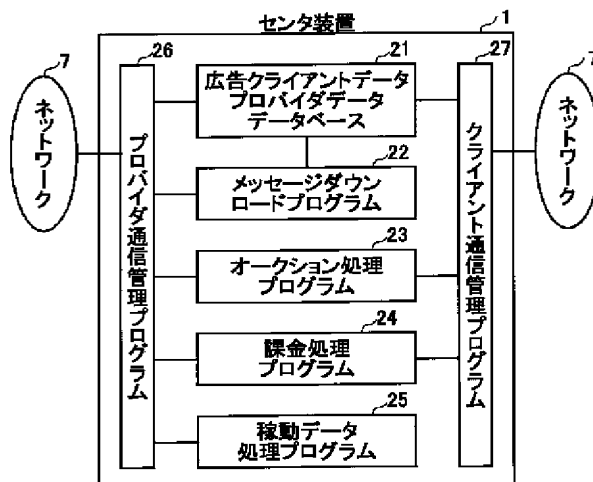 センタ装置
1
26
21
27
7
7
広告クライアントデータ
プロバイダデータ
データベース
ネットワーク
プロバイダ通信管理プログラム
クライアント通信管理プログラム
ネットワーク
22
メッセージダウン
ロードプログラム
23
オークション処理
プログラム
24
課金処理
プログラム
25
稼動データ
処理プログラム